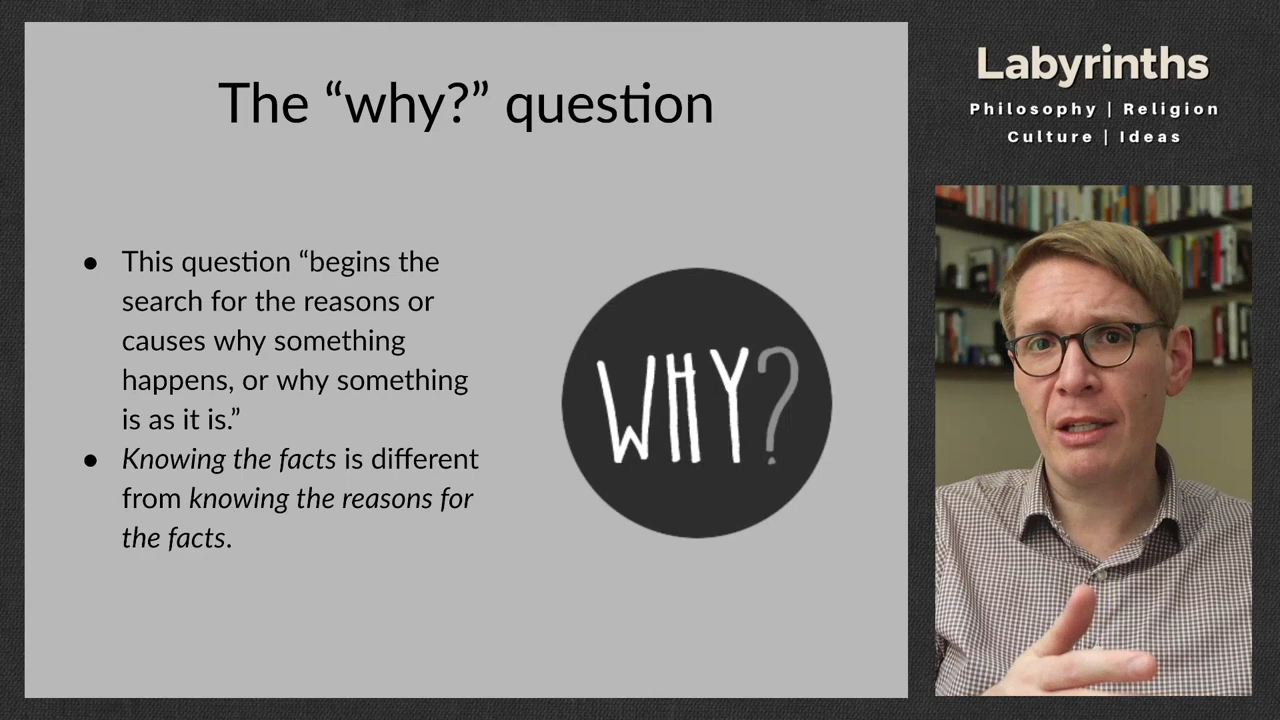 The “why?” question
● This question “begins the
search for the reasons or
causes why something
happens, or why something
is as it is.”
● Knowing the facts is different
from knowing the reasons for
the facts.
WHY?
Labyrinths
Philosophy | Religion
Culture | Ideas